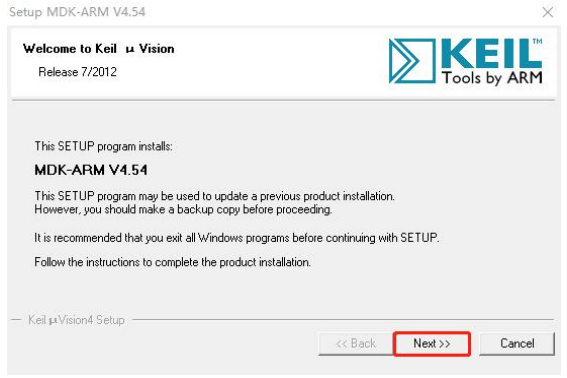 Setup MDK-ARM V4.54
Welcome to Keil μ Vision
Release 7/2012
KEIL™
Tools by ARM
This SETUP program installs:
MDK-ARM V4.54
This SETUP program may be used to update a previous product installation.
However, you should make a backup copy before proceeding.
It is recommended that you exit all Windows programs before continuing with SETUP.
Follow the instructions to complete the product installation.
Keil μVision4 Setup
<< Back Next >> Cancel